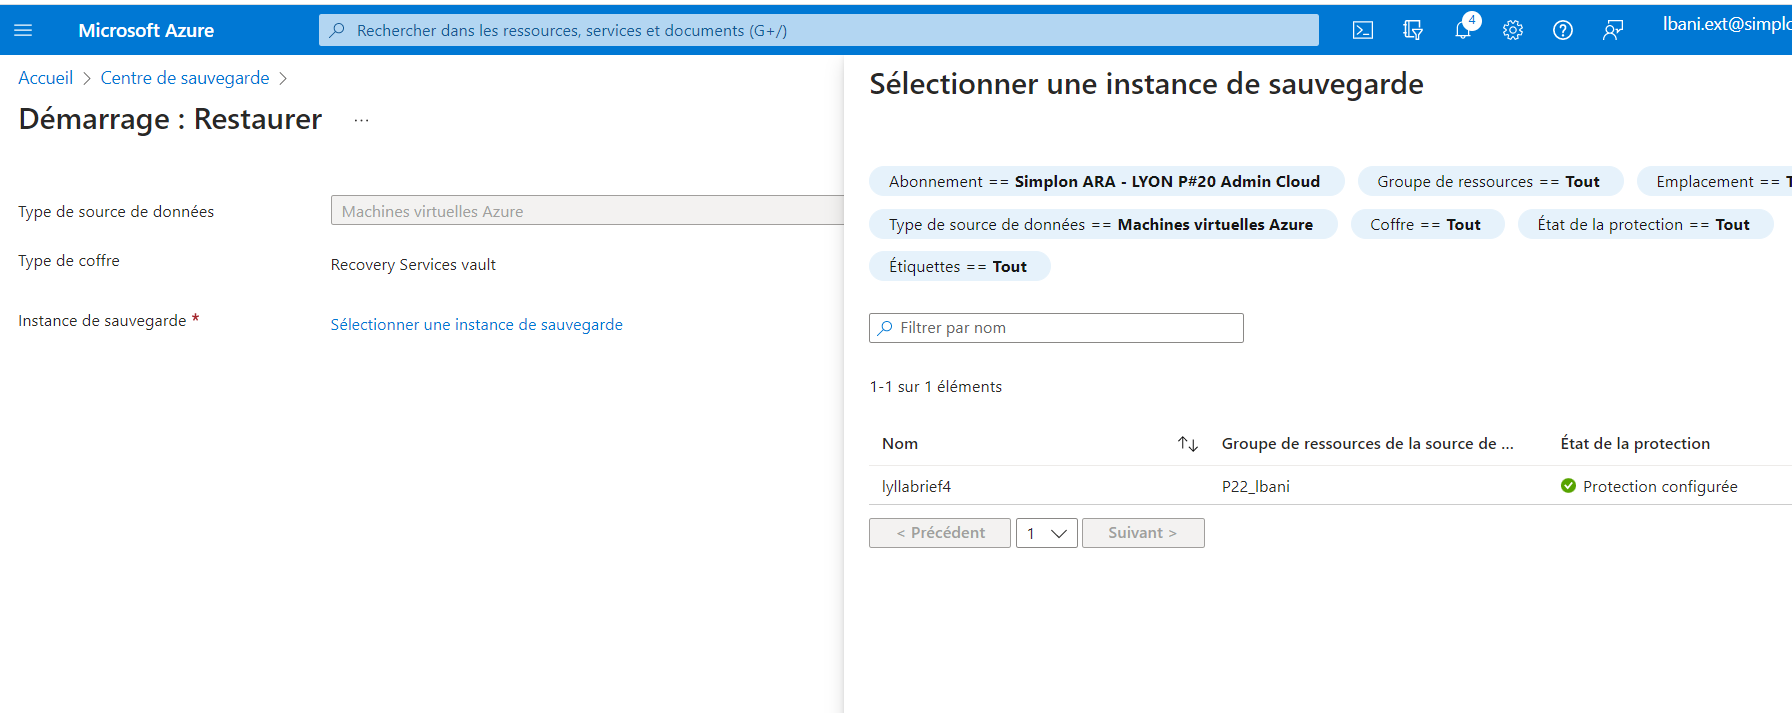 Microsoft Azure
Rechercher dans les ressources, services et documents (G+/)
4
lbani.ext@simplo
Accueil > Centre de sauvegarde >
Démarrage : Restaurer ...
Type de source de données
Machines virtuelles Azure
Type de coffre
Recovery Services vault
Instance de sauvegarde *
Sélectionner une instance de sauvegarde
Sélectionner une instance de sauvegarde
Abonnement == Simplon ARA - LYON P#20 Admin Cloud
Groupe de ressources == Tout
Emplacement == T
Type de source de données == Machines virtuelles Azure
Coffre == Tout
État de la protection == Tout
Étiquettes == Tout
Filtrer par nom
1-1 sur 1 éléments
Nom ↑↓ Groupe de ressources de la source de ... État de la protection
lyllabrief4 P22_lbani Protection configurée
< Précédent 1 Suivant >